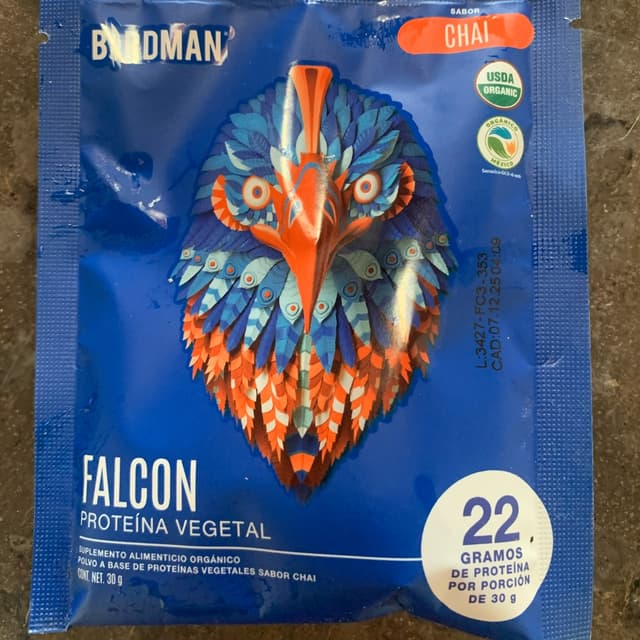 BIRDMAN
SABOR
CHAI
USDA
ORGANIC
ORGÁNICO
MÉXICO
L:3427- FC3 -353
CAD:07.12.25 04:09
FALCON
PROTEÍNA VEGETAL
SUPLEMENTO ALIMENTICIO ORGÁNICO
POLVO A BASE DE PROTEÍNAS VEGETALES SABOR CHAI
CONT. NET. 30 g
22
GRAMOS
DE PROTEÍNA
POR PORCIÓN
DE 30 g